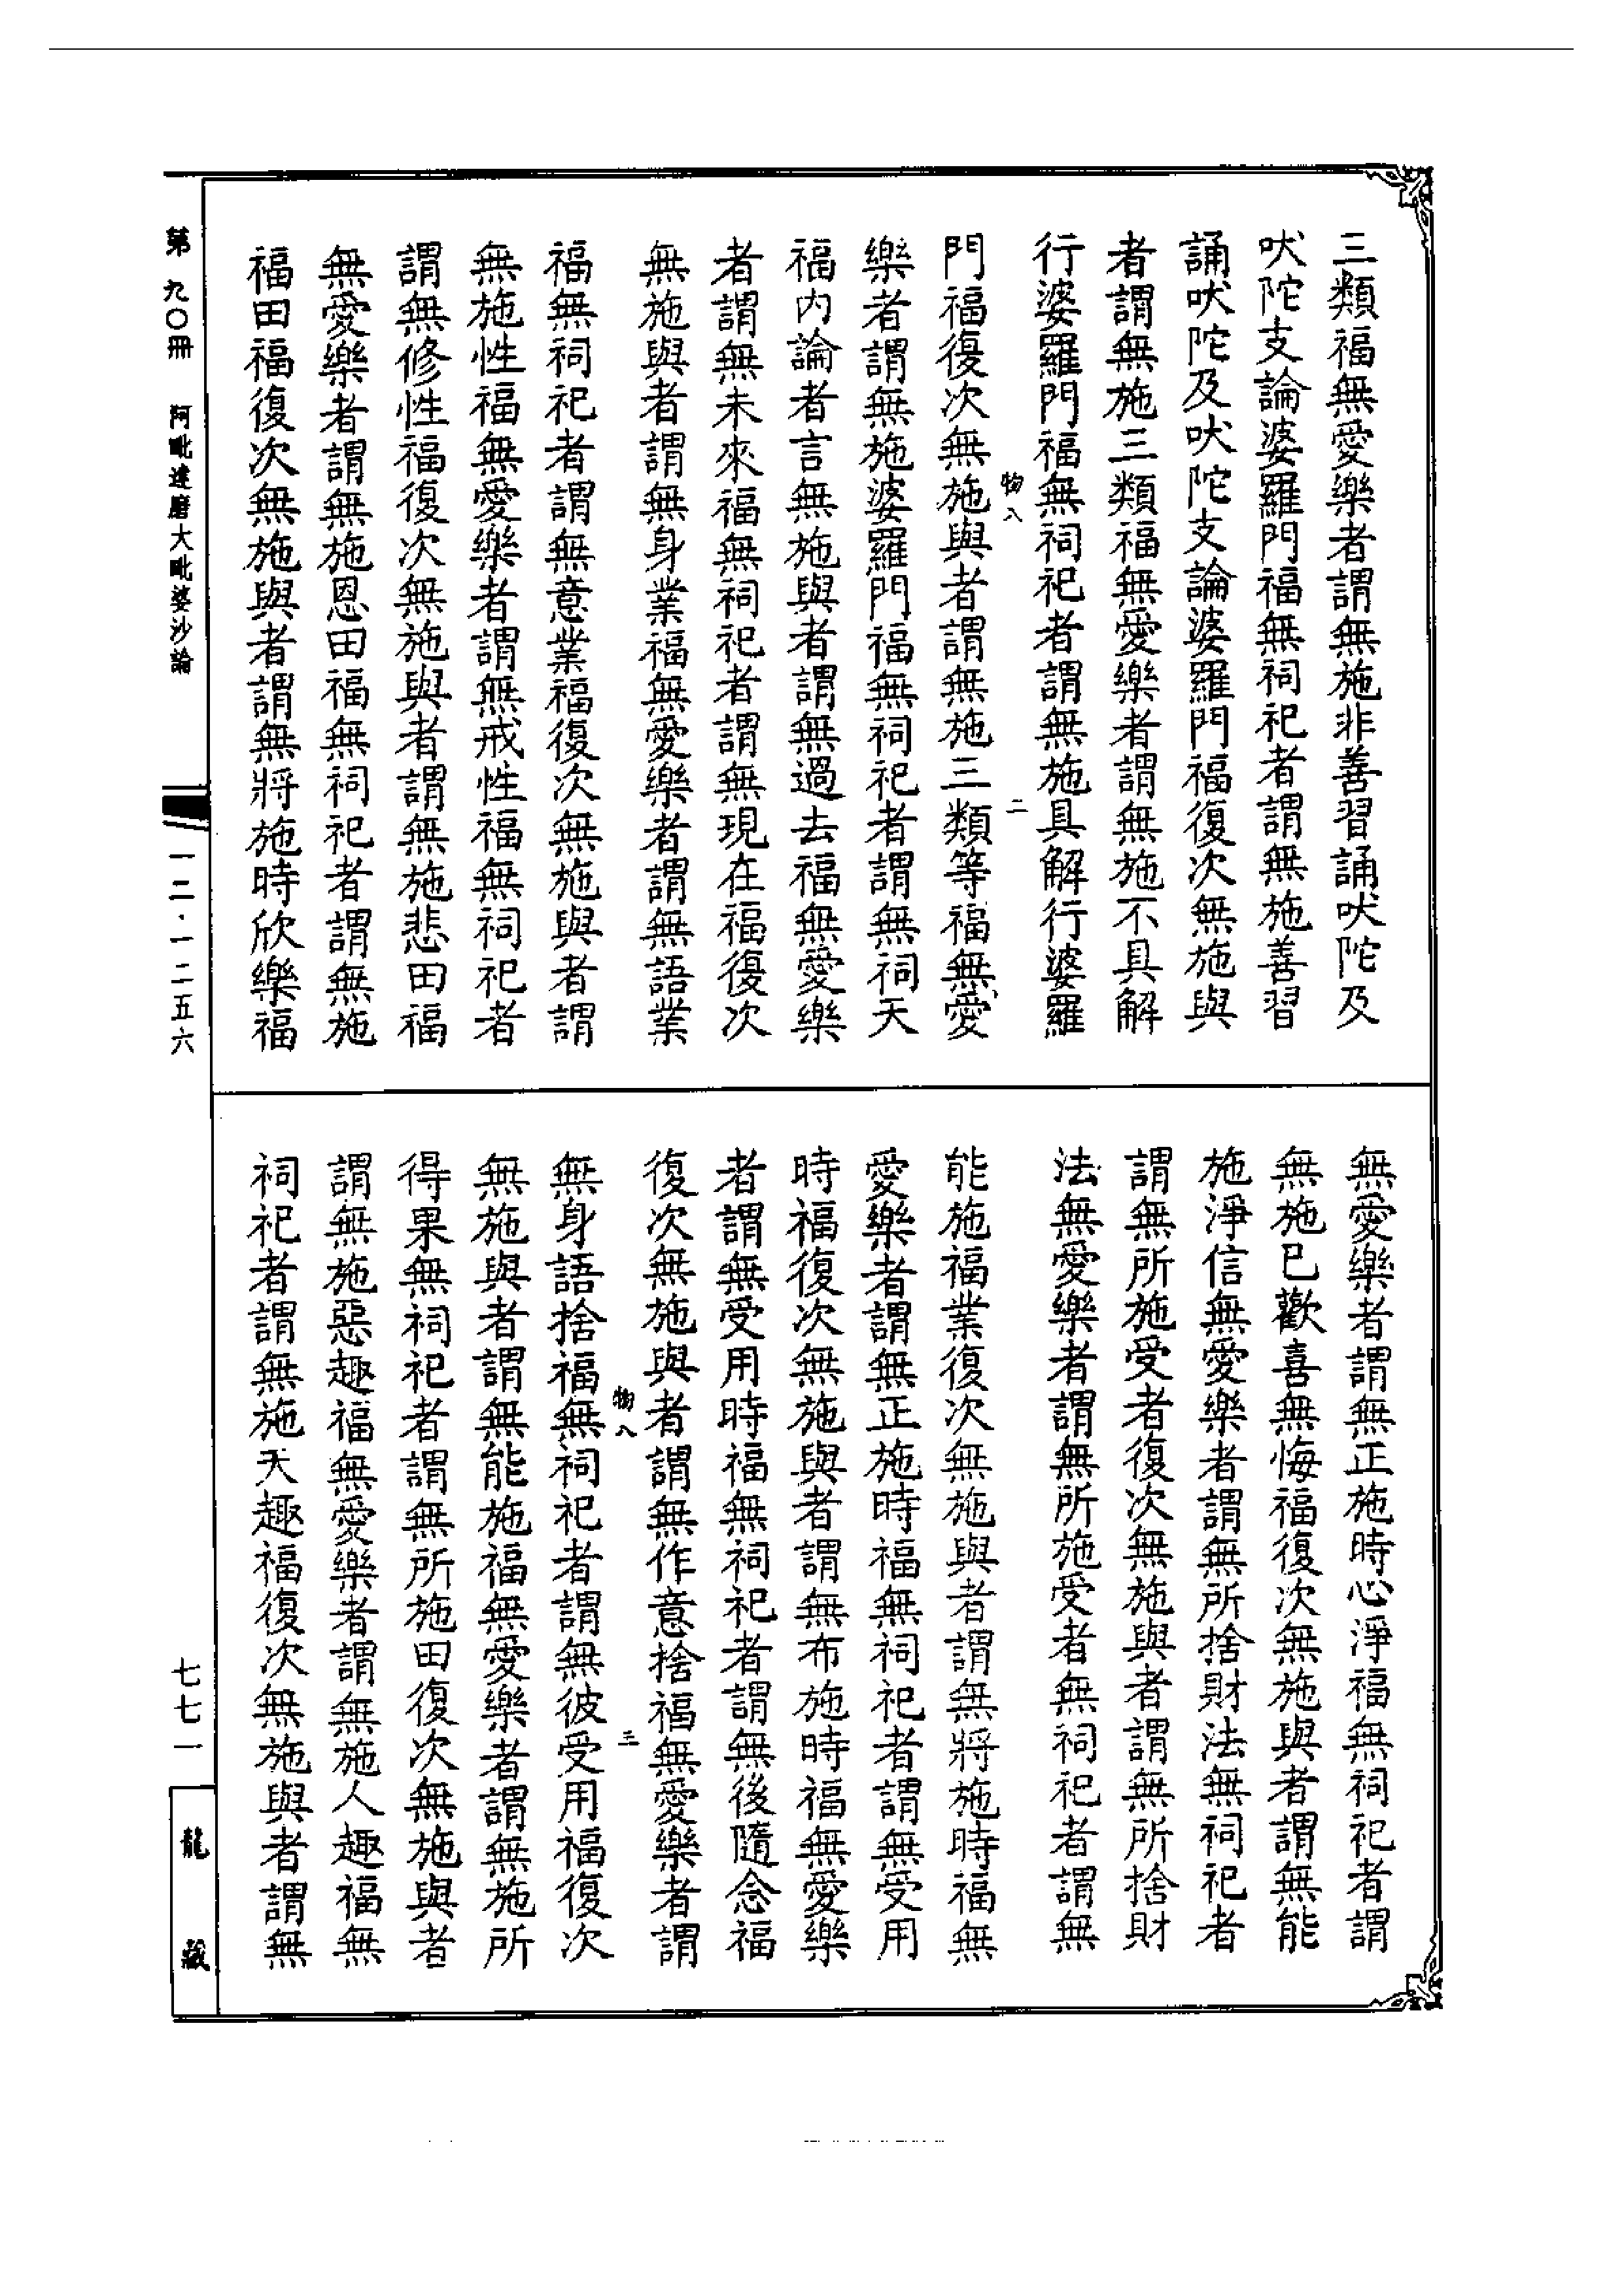 三類福無愛樂者謂無施非善習誦吠陀及
吠陀支論婆羅門福無祠祀者謂無施善習
誦吠陀及吠陀支論婆羅門福復次無施與
者謂無施三類福無愛樂者謂無施不具解
行婆羅門福無祠祀者謂無施具解行婆羅
物八 二
門福復次無施與者謂無施三類等福無愛
樂者謂無施婆羅門福無祠祀者謂無祠天
福內論者言無施與者謂無過去福無愛樂
者謂無未來福無祠祀者謂無現在福復次
無施與者謂無身業福無愛樂者謂無語業
福無祠祀者謂無意業福復次無施與者謂
無施性福無愛樂者謂無戒性福無祠祀者
謂無修性福復次無施與者謂無施悲田福
無愛樂者謂無施恩田福無祠祀者謂無施
福田福復次無施與者謂無將施時欣樂福
無愛樂者謂無正施時心淨福無祠祀者謂
無施已歡喜無悔福復次無施與者謂無能
施淨信無愛樂者謂無所捨財法無祠祀者
謂無所施受者復次無施與者謂無所捨財
法無愛樂者謂無所施受者無祠祀者謂無
能施福業復次無施與者謂無將施時福無
愛樂者謂無正施時福無祠祀者謂無受用
時福復次無施與者謂無布施時福無愛樂
者謂無受用時福無祠祀者謂無後隨念福
復次無施與者謂無作意捨福無愛樂者謂
物八 三
無身語捨福無祠祀者謂無彼受用福復次
無施與者謂無能施福無愛樂者謂無施所
得果無祠祀者謂無所施田復次無施與者
謂無施惡趣福無愛樂者謂無施人趣福無
祠祀者謂無施天趣福復次無施與者謂無
第九〇冊 阿毗達磨大毗婆沙論
一二·一二五六
七七一
龍藏